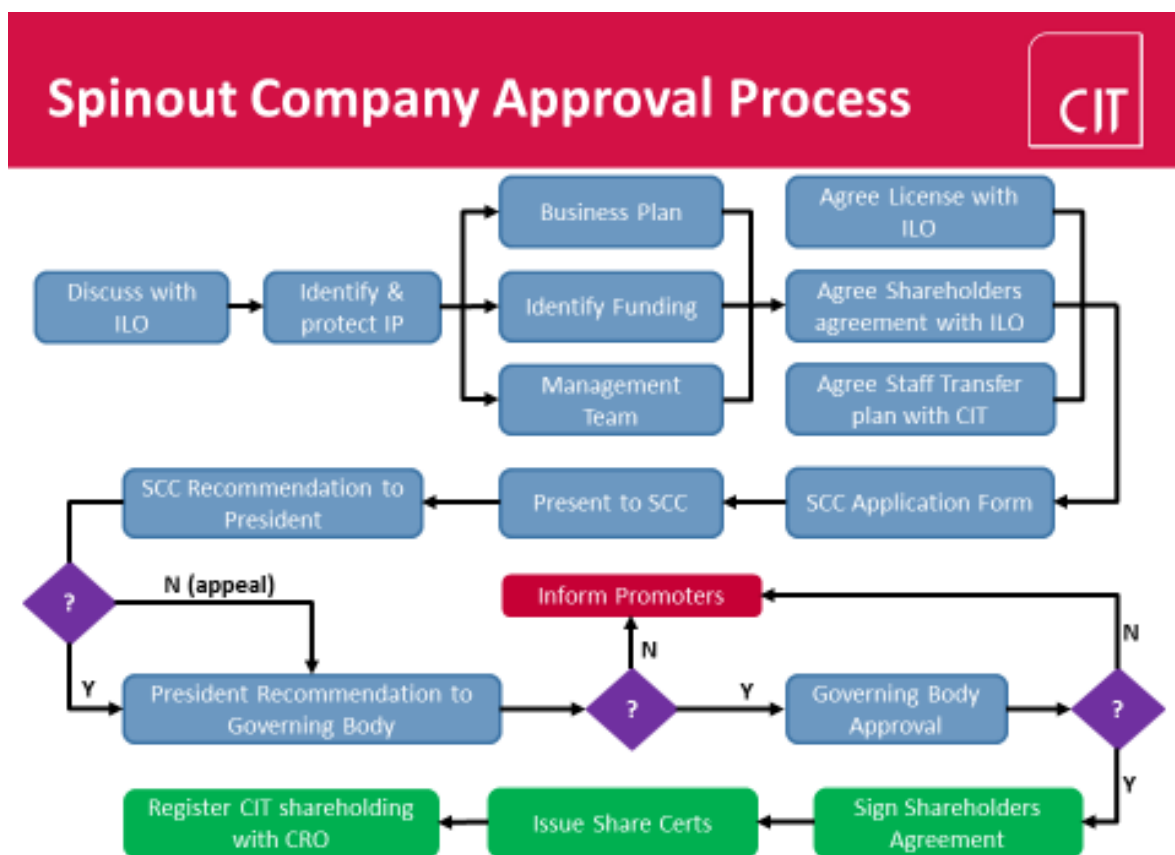 Spinout Company Approval Process
CIT
Business Plan
Agree License with
ILO
Discuss with
ILO
Identify &
protect IP
Identify Funding
Agree Shareholders
agreement with ILO
Management
Team
Agree Staff Transfer
plan with CIT
SCC Recommendation to
President
Present to SCC
SCC Application Form
?
N (appeal)
Inform Promoters
N
N
Y
President Recommendation to
Governing Body
?
Y
Governing Body
Approval
?
Y
Register CIT shareholding
with CRO
Issue Share Certs
Sign Shareholders
Agreement